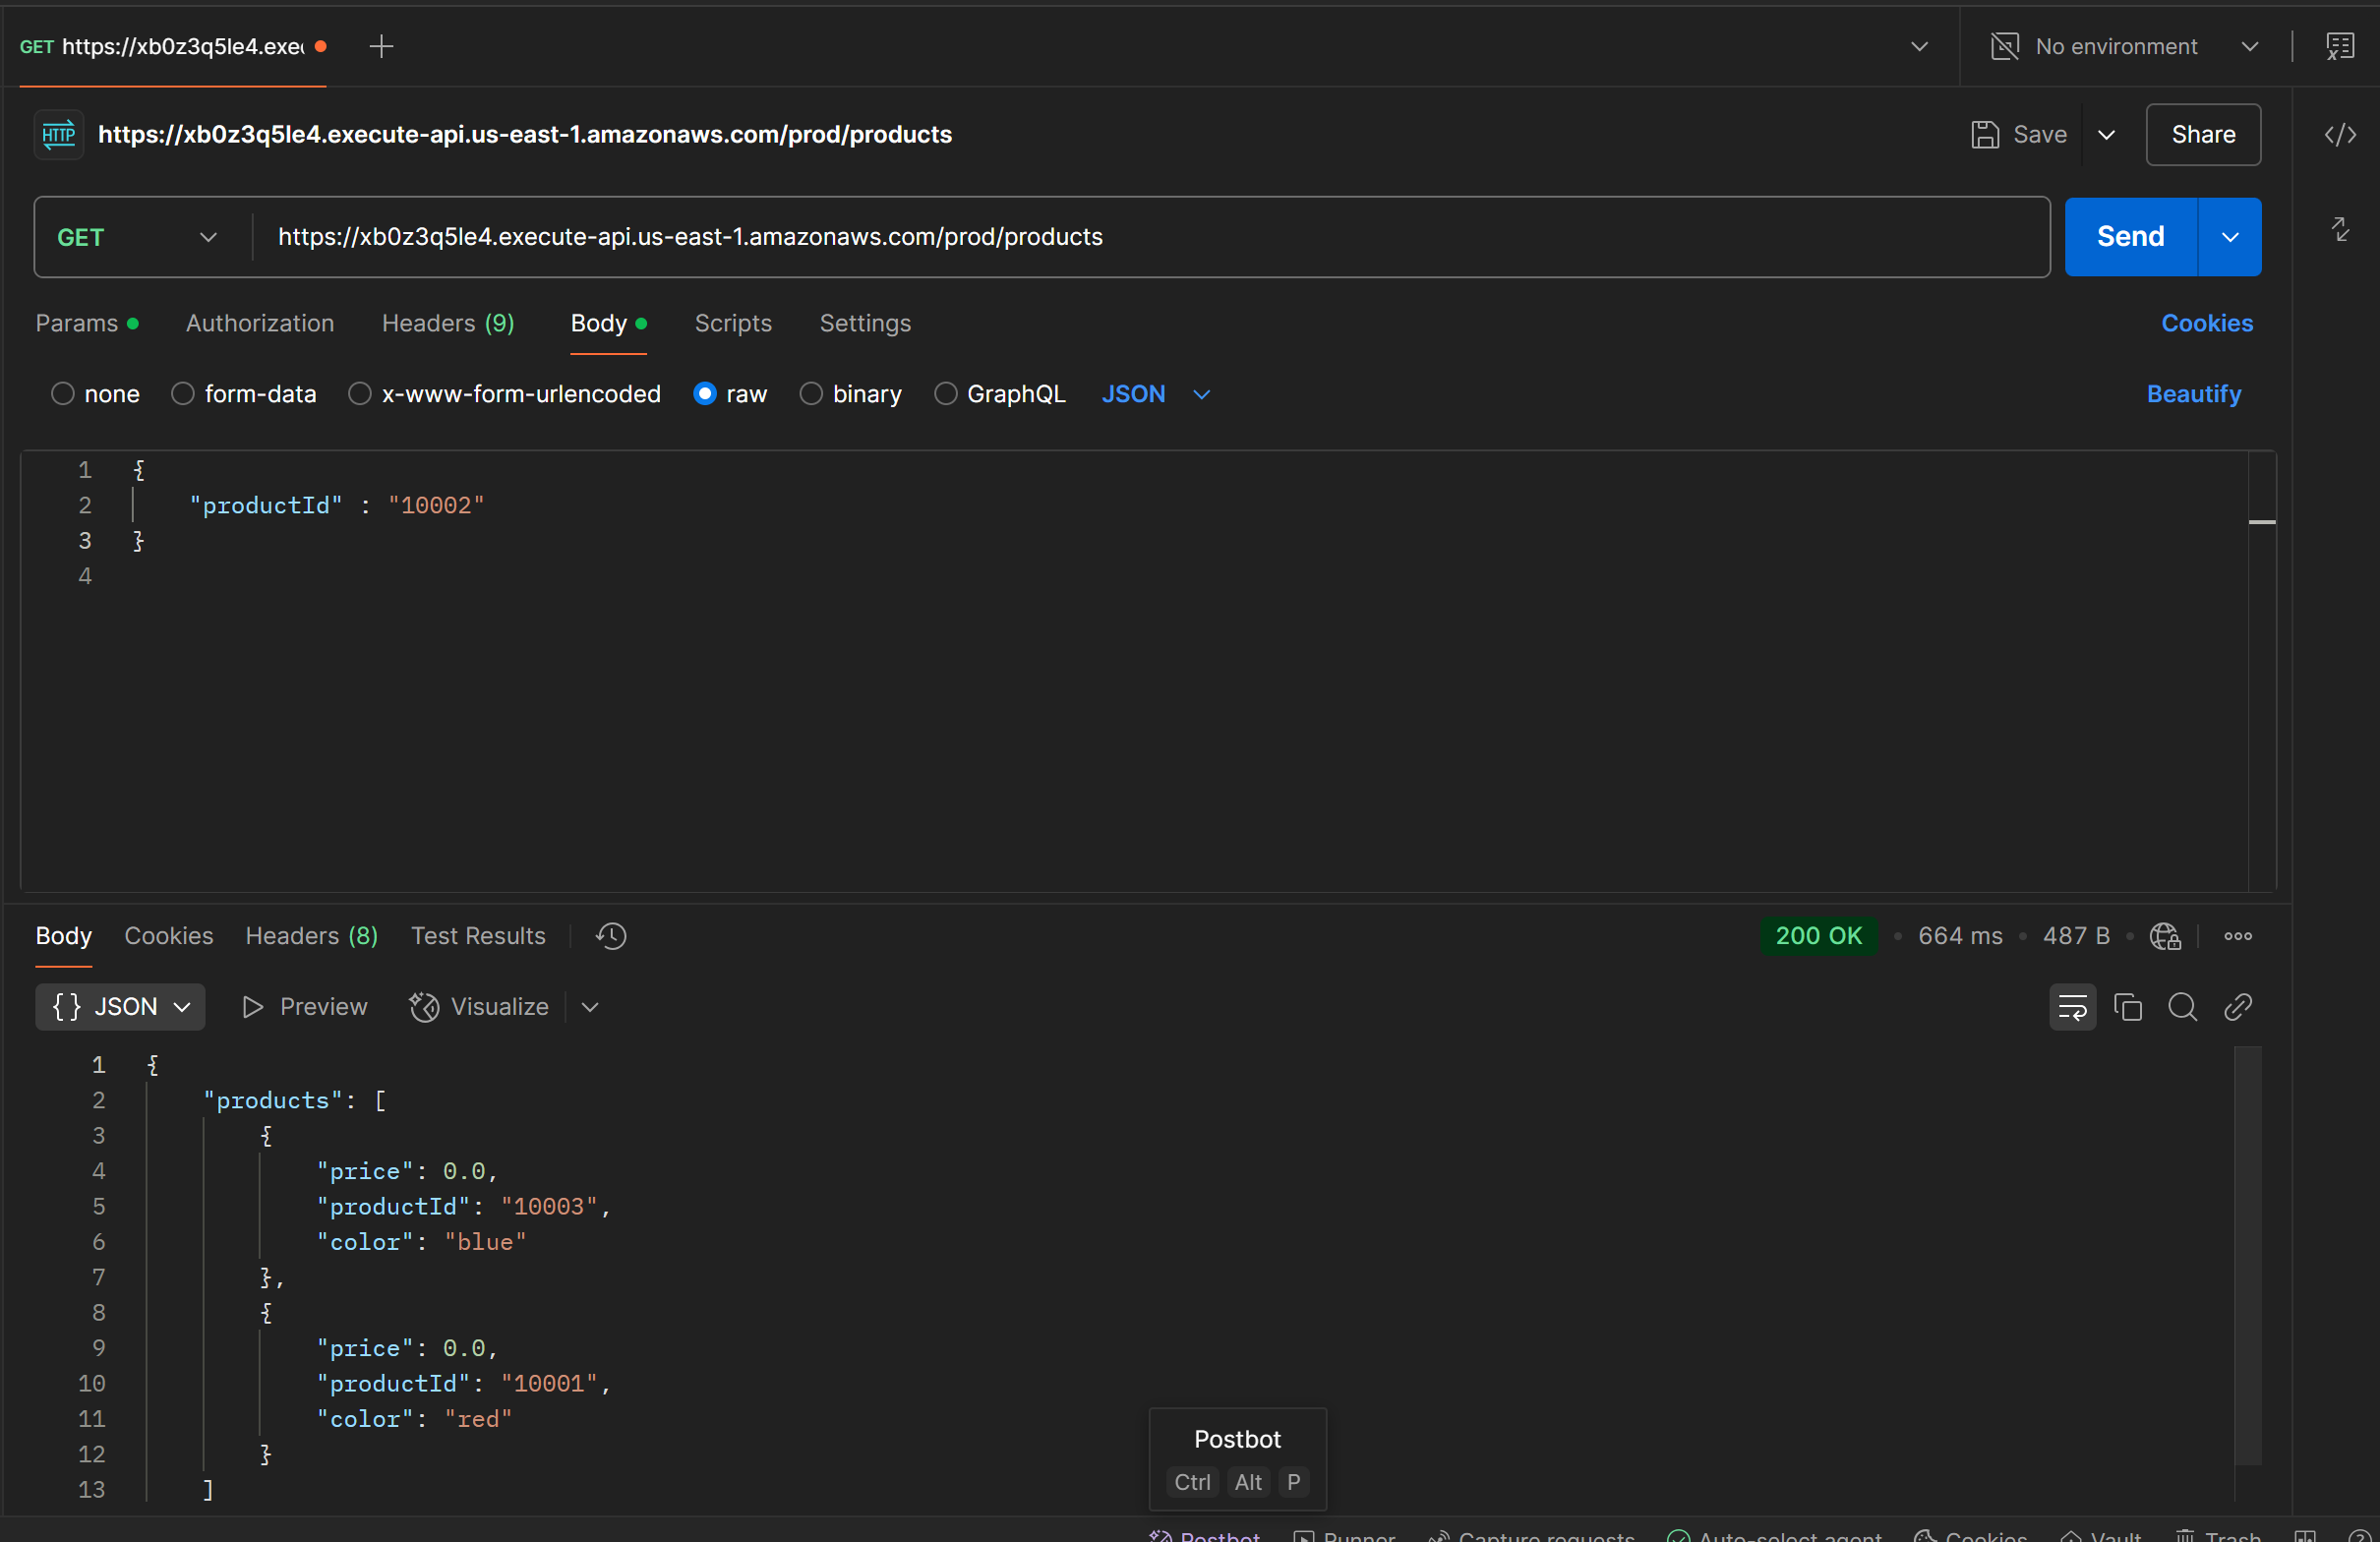 GET https://xb0z3q5le4.exec
No environment
HTTP https://xb0z3q5le4.execute-api.us-east-1.amazonaws.com/prod/products
Save
Share
GET https://xb0z3q5le4.execute-api.us-east-1.amazonaws.com/prod/products
Send
Params Authorization Headers (9) Body Scripts Settings Cookies
none form-data x-www-form-urlencoded raw binary GraphQL JSON Beautify
1 {
2 "productId" : "10002"
3 }
4
Body Cookies Headers (8) Test Results 200 OK 664 ms 487 B
{} JSON Preview Visualize
1 {
2 "products": [
3 {
4 "price": 0.0,
5 "productId": "10003",
6 "color": "blue"
7 },
8 {
9 "price": 0.0,
10 "productId": "10001",
11 "color": "red"
12 }
13 ]
Postbot
Ctrl Alt P
Postbot Runner Capture requests Auto-select agent Cookies Vault Trash